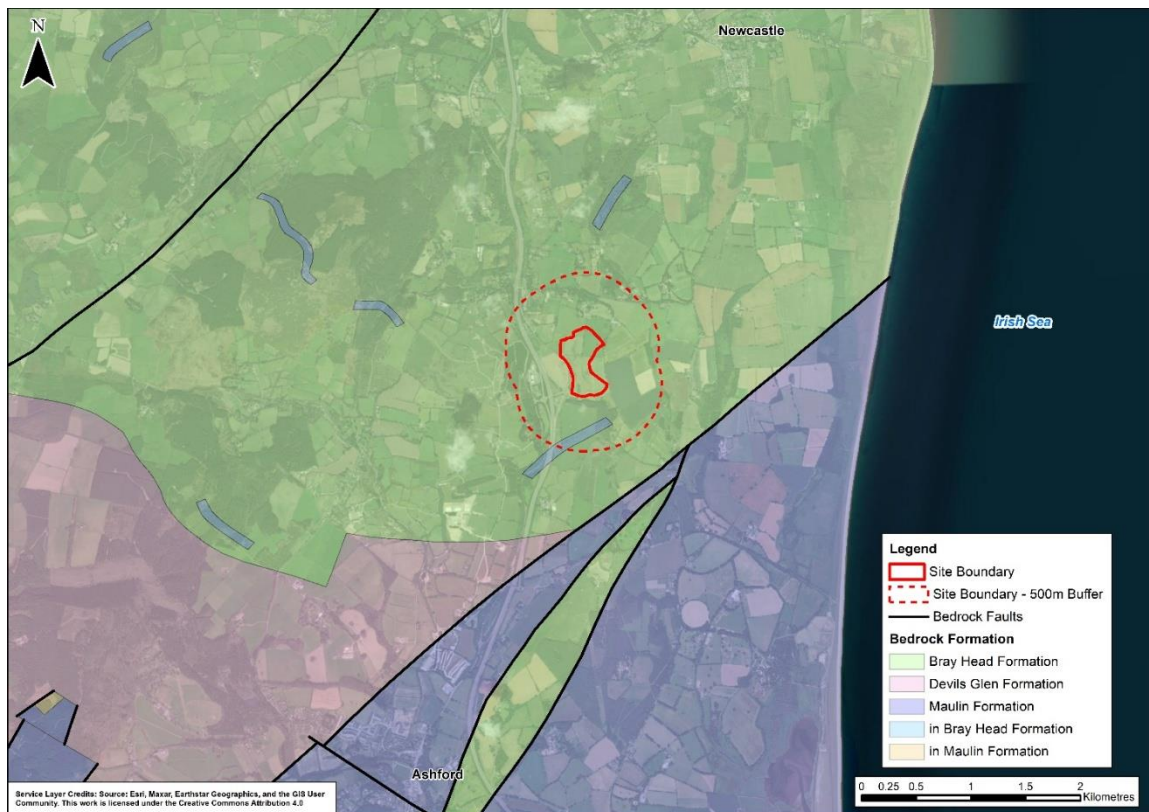 N
Newcastle
Irish Sea
Ashford
Legend
Site Boundary
Site Boundary - 500m Buffer
Bedrock Faults
Bedrock Formation
Bray Head Formation
Devils Glen Formation
Maulin Formation
in Bray Head Formation
in Maulin Formation
0 0.25 0.5 1 1.5 2
Kilometres
Service Layer Credits: Source: Esri, Maxar, Earthstar Geographics, and the GIS User
Community. This work is licensed under the Creative Commons Attribution 4.0